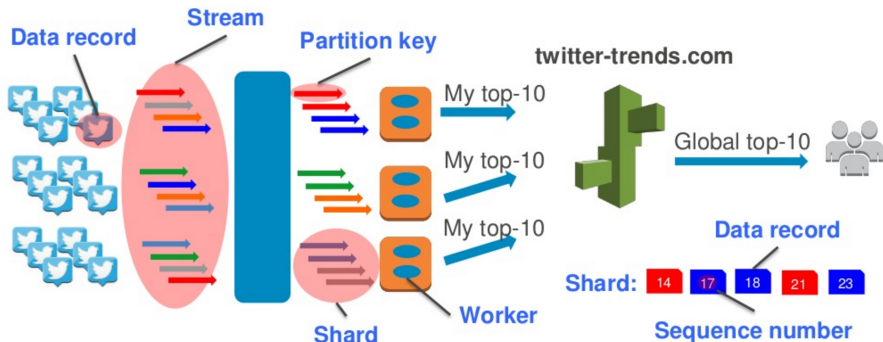 Stream
Data record
Partition key
twitter-trends.com
My top-10
My top-10
My top-10
Global top-10
Data record
Shard: 14 17 18 21 23
Worker
Shard
Sequence number